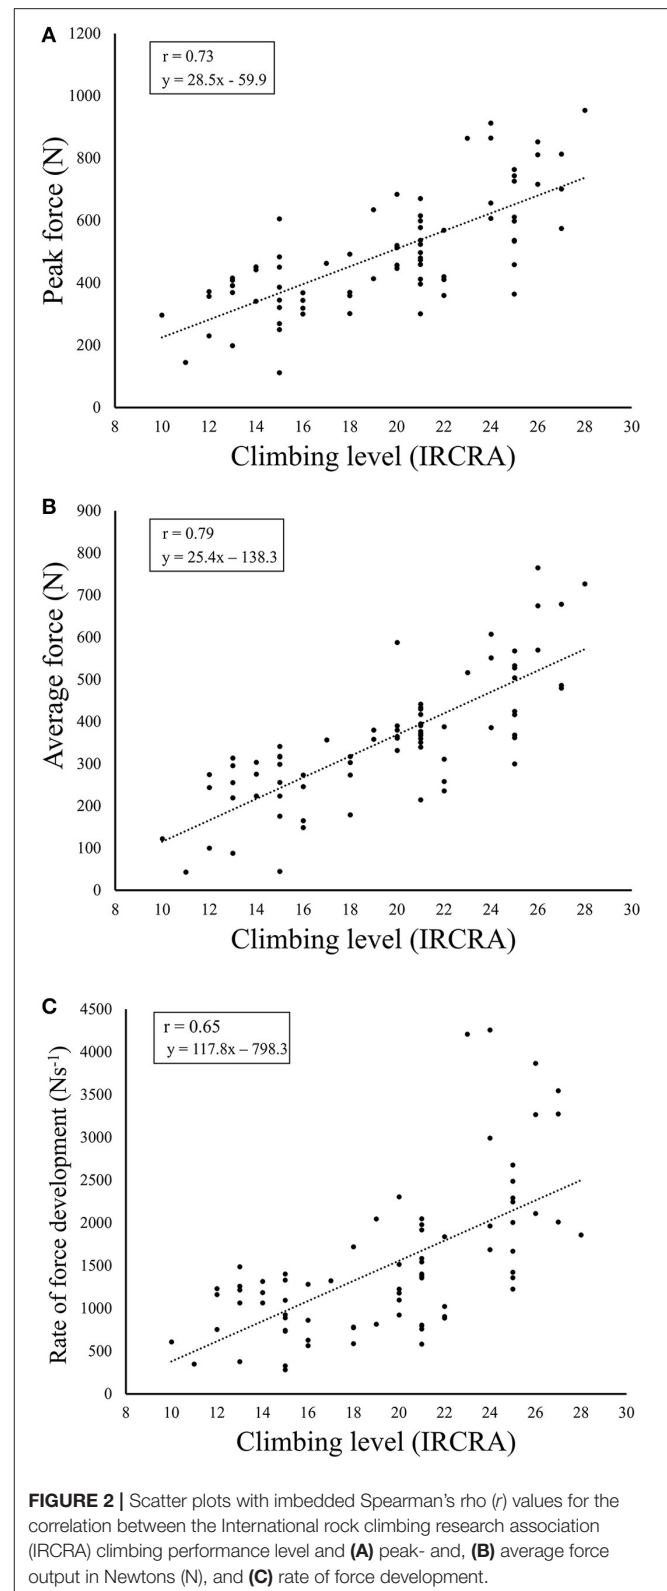 A
1200
1000
800
600
400
200
0
r = 0.73
y = 28.5x - 59.9
Peak force (N)
8 10 12 14 16 18 20 22 24 26 28 30
Climbing level (IRCRA)
B
900
800
700
600
500
400
300
200
100
0
r = 0.79
y = 25.4x – 138.3
Average force (N)
8 10 12 14 16 18 20 22 24 26 28 30
Climbing level (IRCRA)
C
4500
4000
3500
3000
2500
2000
1500
1000
500
0
r = 0.65
y = 117.8x – 798.3
Rate of force development (Ns⁻¹)
8 10 12 14 16 18 20 22 24 26 28 30
Climbing level (IRCRA)
FIGURE 2 | Scatter plots with imbedded Spearman's rho (r) values for the
correlation between the International rock climbing research association
(IRCRA) climbing performance level and (A) peak- and, (B) average force
output in Newtons (N), and (C) rate of force development.